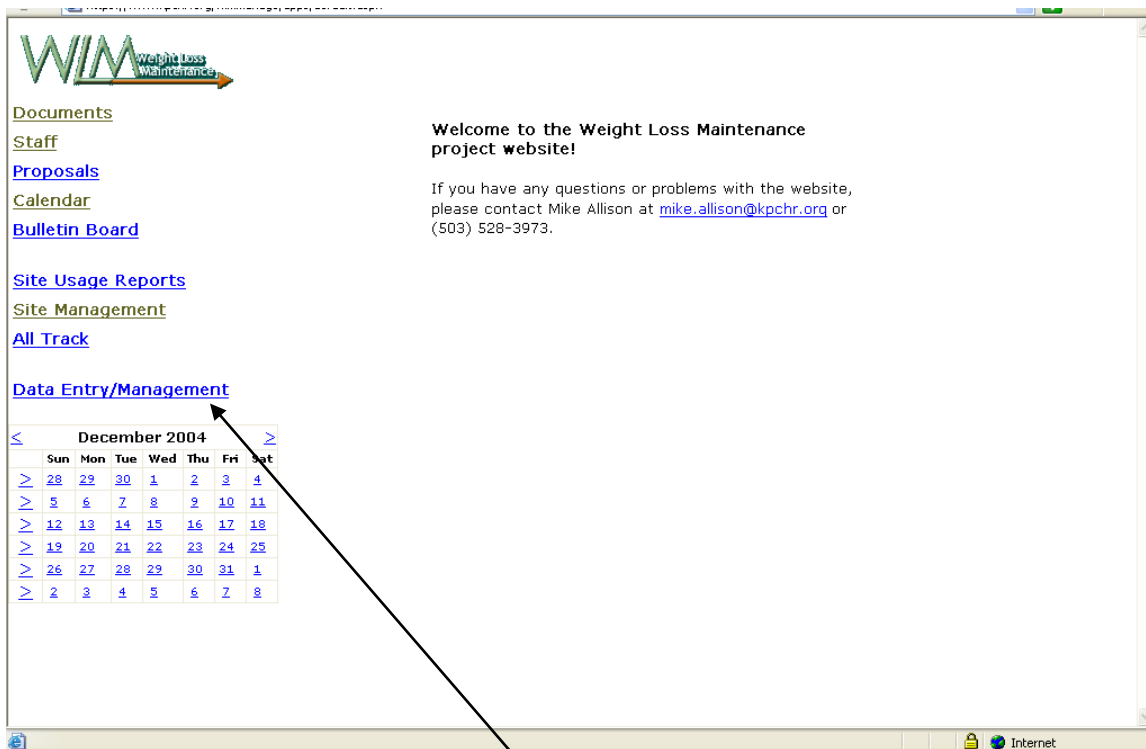 WLM Weight Loss
Maintenance
Documents
Staff
Proposals
Calendar
Bulletin Board
Site Usage Reports
Site Management
All Track
Data Entry/Management
< December 2004 >
Sun Mon Tue Wed Thu Fri Sat
> 28 29 30 1 2 3 4
> 5 6 7 8 9 10 11
> 12 13 14 15 16 17 18
> 19 20 21 22 23 24 25
> 26 27 28 29 30 31 1
> 2 3 4 5 6 7 8
Welcome to the Weight Loss Maintenance
project website!
If you have any questions or problems with the website,
please contact Mike Allison at mike.allison@kpchr.org or
(503) 528-3973.
Internet